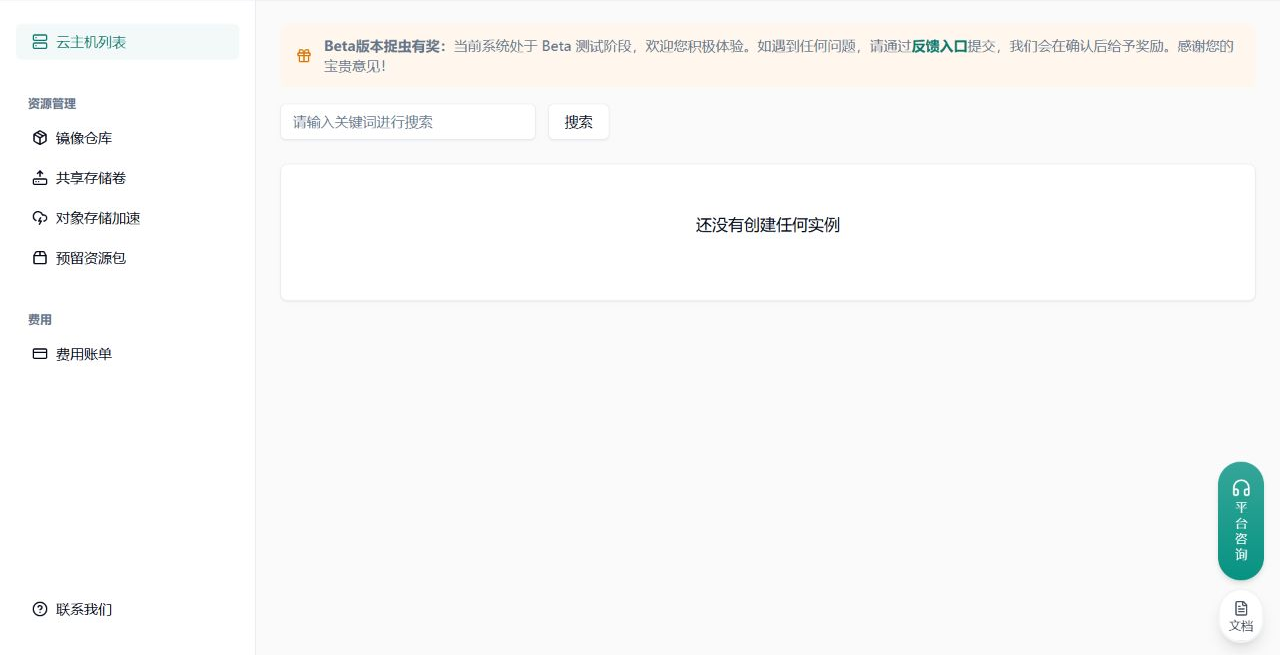 云主机列表
资源管理
镜像仓库
共享存储卷
对象存储加速
预留资源包
费用
费用账单
联系我们
Beta版本捉虫有奖：当前系统处于 Beta 测试阶段，欢迎您积极体验。如遇到任何问题，请通过反馈入口提交，我们会在确认后给予奖励。感谢您的
宝贵意见！
请输入关键词进行搜索
搜索
还没有创建任何实例
平
台
咨
询
文档